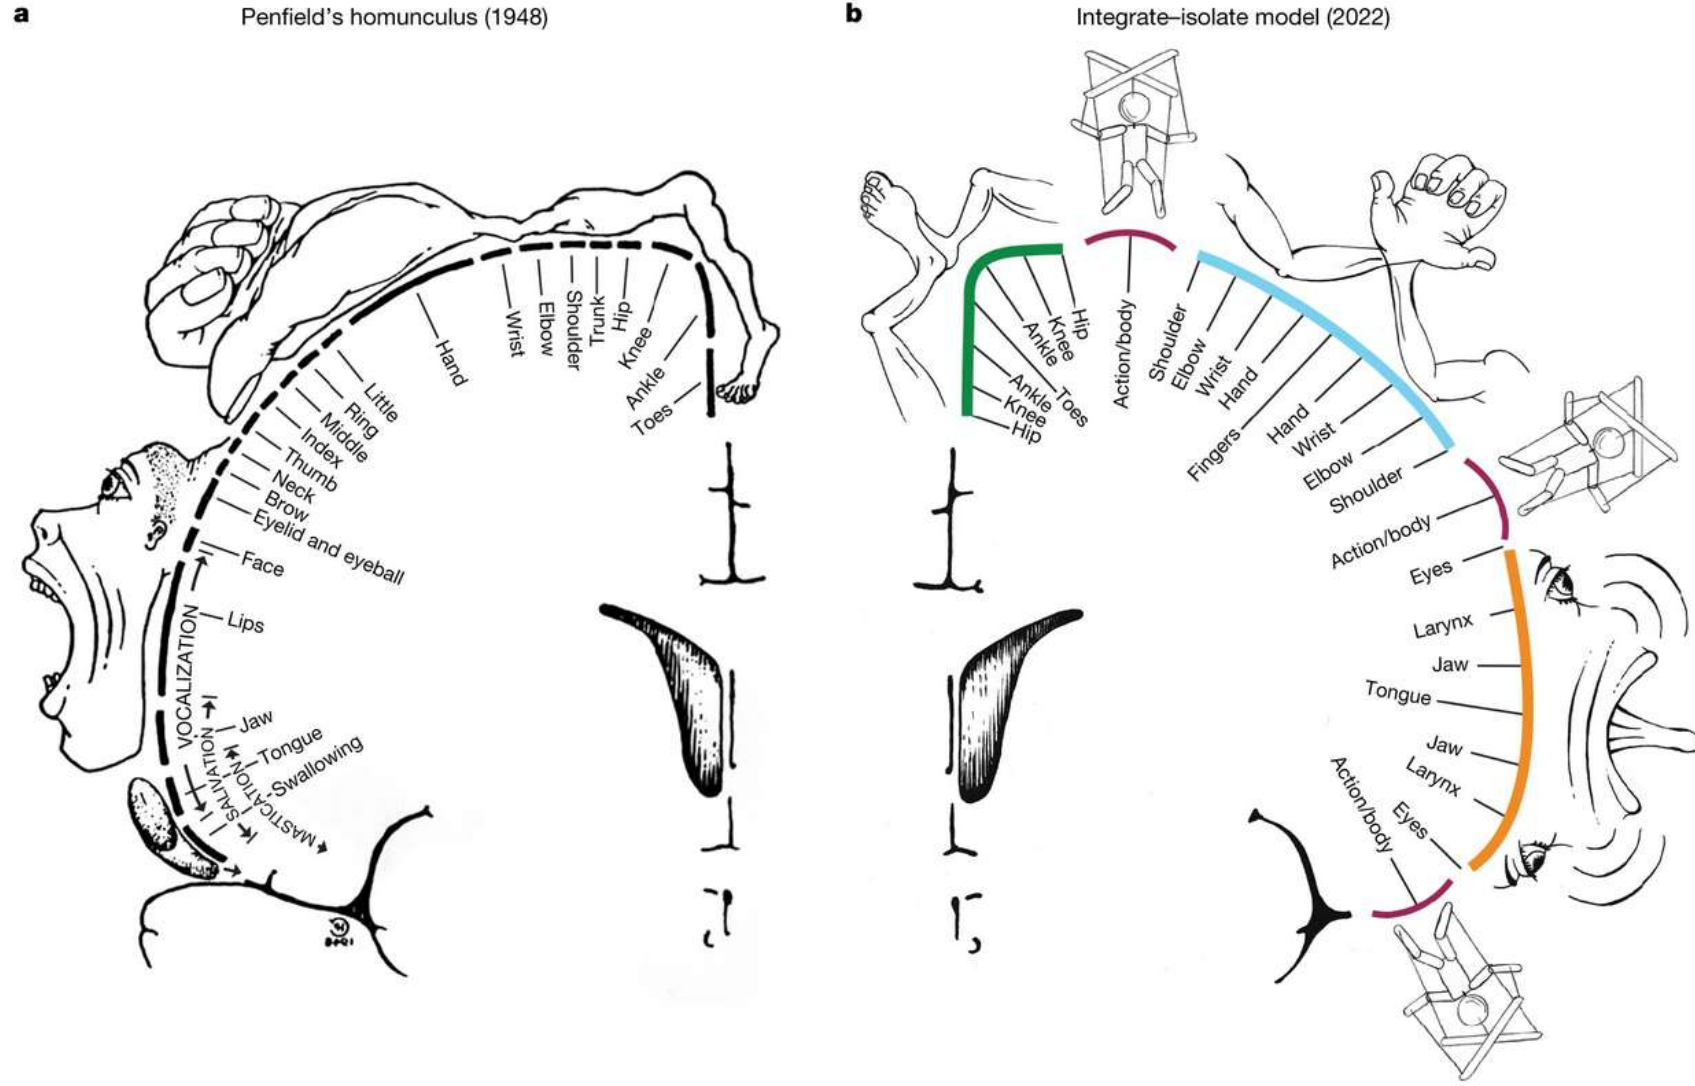 a
Penfield's homunculus (1948)
Hand
Wrist
Elbow
Shoulder
Trunk
Hip
Knee
Ankle
Toes
Little
Ring
Middle
Index
Thumb
Neck
Brow
Eyelid and eyeball
Face
Lips
VOCALIZATION
Jaw
Tongue
Swallowing
SALIVATION
MASTICATION
b
Integrate–isolate model (2022)
Hip
Knee
Ankle
Toes
Ankle
Knee
Hip
Action/body
Shoulder
Elbow
Wrist
Hand
Fingers
Hand
Wrist
Elbow
Shoulder
Action/body
Eyes
Larynx
Jaw
Tongue
Jaw
Larynx
Eyes
Action/body